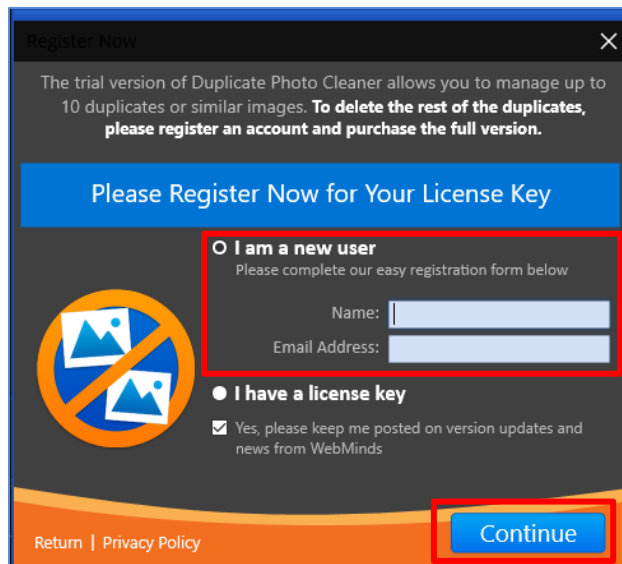 Register Now
The trial version of Duplicate Photo Cleaner allows you to manage up to
10 duplicates or similar images. To delete the rest of the duplicates,
please register an account and purchase the full version.
Please Register Now for Your License Key
I am a new user
Please complete our easy registration form below
Name:
Email Address:
I have a license key
Yes, please keep me posted on version updates and
news from WebMinds
Return | Privacy Policy
Continue